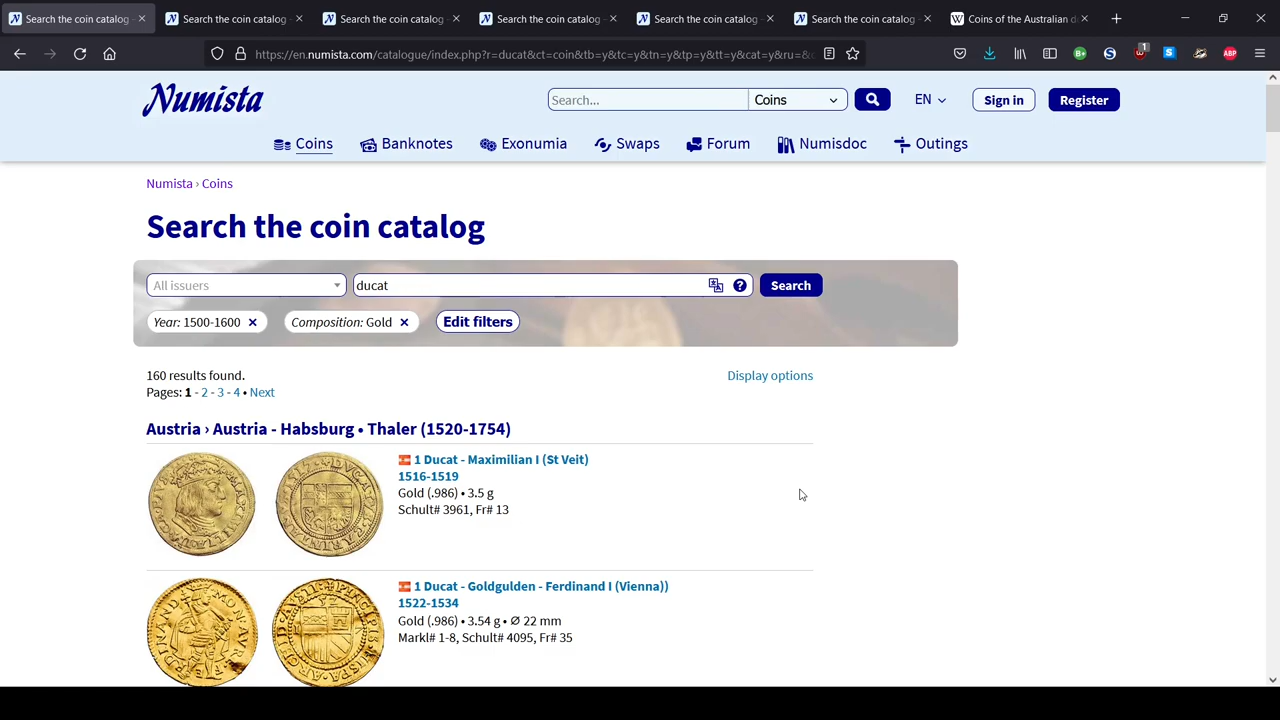 Search the coin catalog
Search the coin catalog
Search the coin catalog
Search the coin catalog
Search the coin catalog
Search the coin catalog
Coins of the Australian d
https://en.numista.com/catalogue/index.php?r=ducat&ct=coin&tb=y&tc=y&tn=y&tp=y&tt=y&cat=y&ru=&
1
ABP
Numista
Search...
Coins
EN
Sign in
Register
Coins
Banknotes
Exonumia
Swaps
Forum
Numisdoc
Outings
Numista › Coins
Search the coin catalog
All issuers
ducat
Search
Year: 1500-1600
Composition: Gold
Edit filters
160 results found.
Display options
Pages: 1 - 2 - 3 - 4 • Next
Austria › Austria - Habsburg • Thaler (1520-1754)
1 Ducat - Maximilian I (St Veit)
1516-1519
Gold (.986) • 3.5 g
Schult# 3961, Fr# 13
1 Ducat - Goldgulden - Ferdinand I (Vienna))
1522-1534
Gold (.986) • 3.54 g • Ø 22 mm
Markl# 1-8, Schult# 4095, Fr# 35